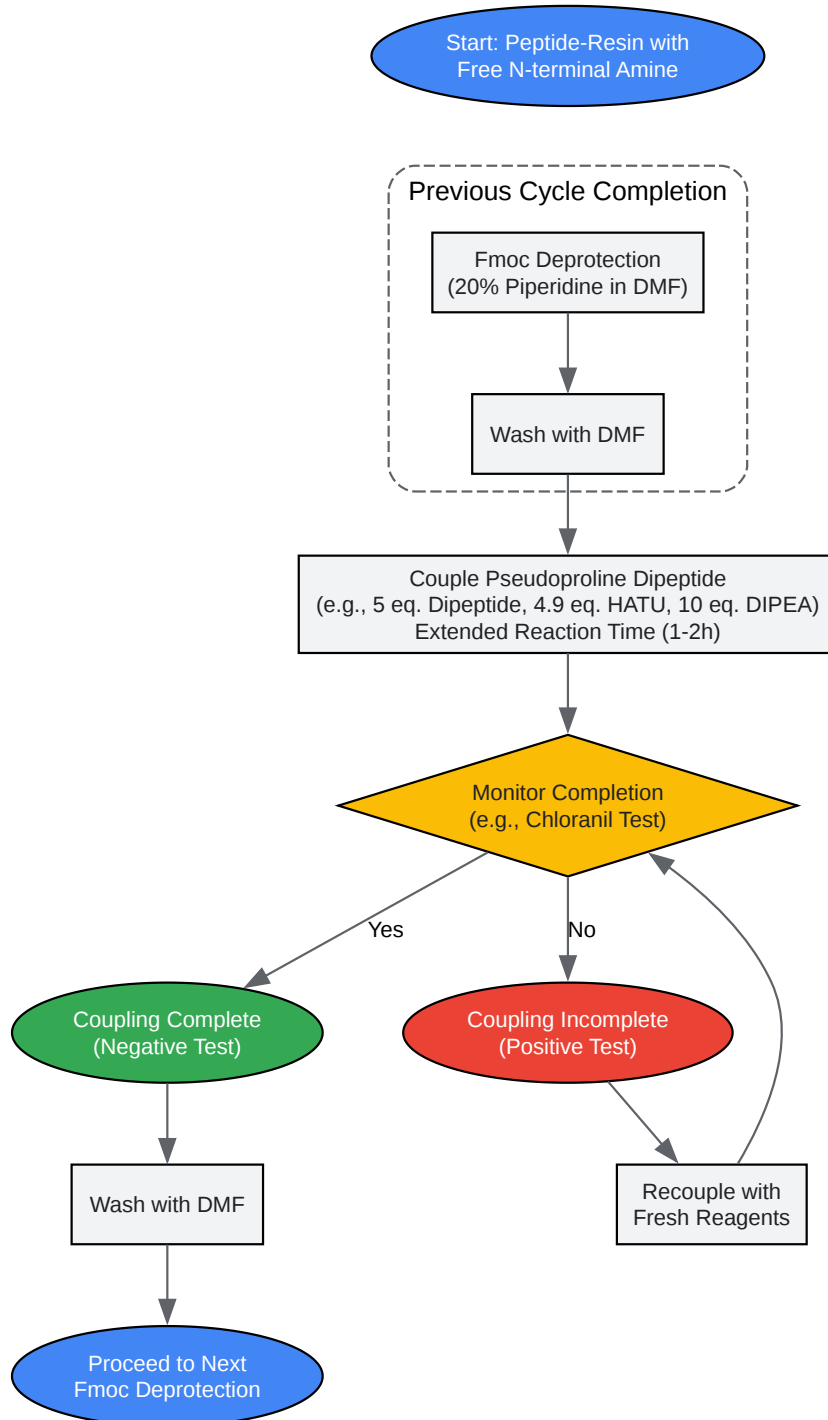 Start: Peptide-Resin with
Free N-terminal Amine
Previous Cycle Completion
Fmoc Deprotection
(20% Piperidine in DMF)
Wash with DMF
Couple Pseudoproline Dipeptide
(e.g., 5 eq. Dipeptide, 4.9 eq. HATU, 10 eq. DIPEA)
Extended Reaction Time (1-2h)
Monitor Completion
(e.g., Chloranil Test)
Yes
No
Coupling Complete
(Negative Test)
Coupling Incomplete
(Positive Test)
Wash with DMF
Recouple with
Fresh Reagents
Proceed to Next
Fmoc Deprotection